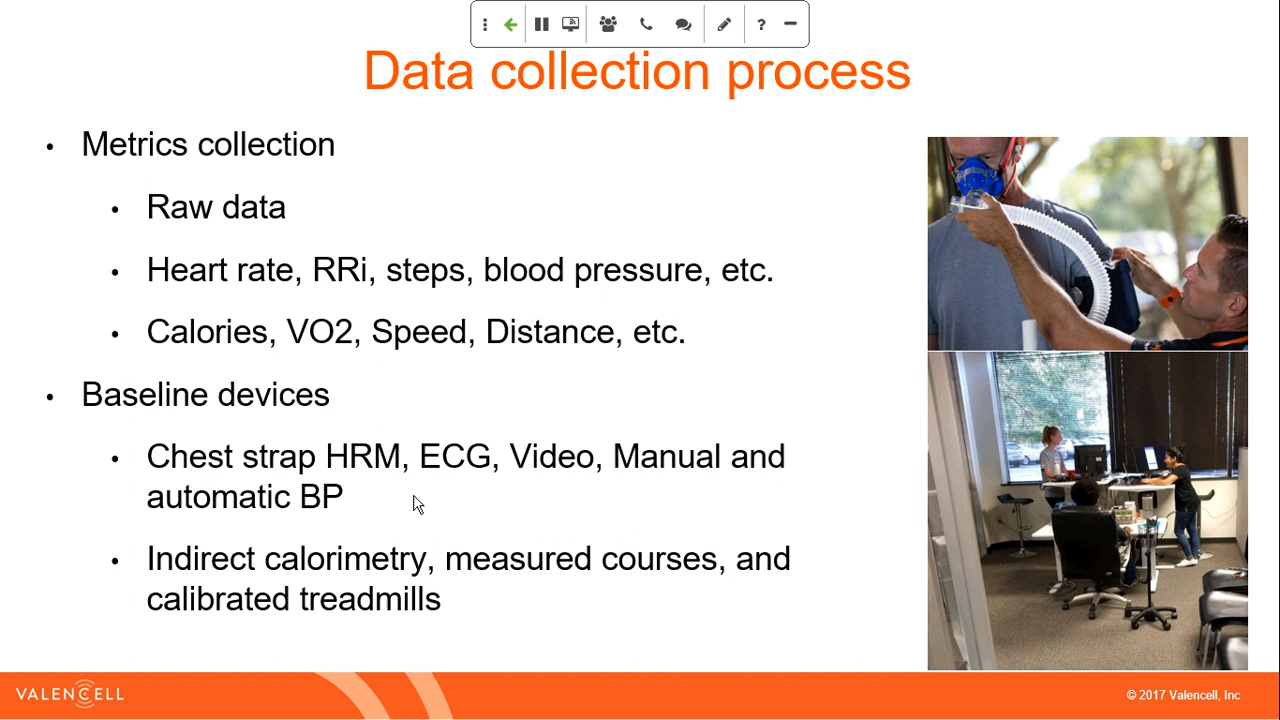 Data collection process
• Metrics collection
• Raw data
• Heart rate, RRi, steps, blood pressure, etc.
• Calories, VO2, Speed, Distance, etc.
• Baseline devices
• Chest strap HRM, ECG, Video, Manual and
automatic BP
• Indirect calorimetry, measured courses, and
calibrated treadmills
VALENCELL
© 2017 Valencell, Inc